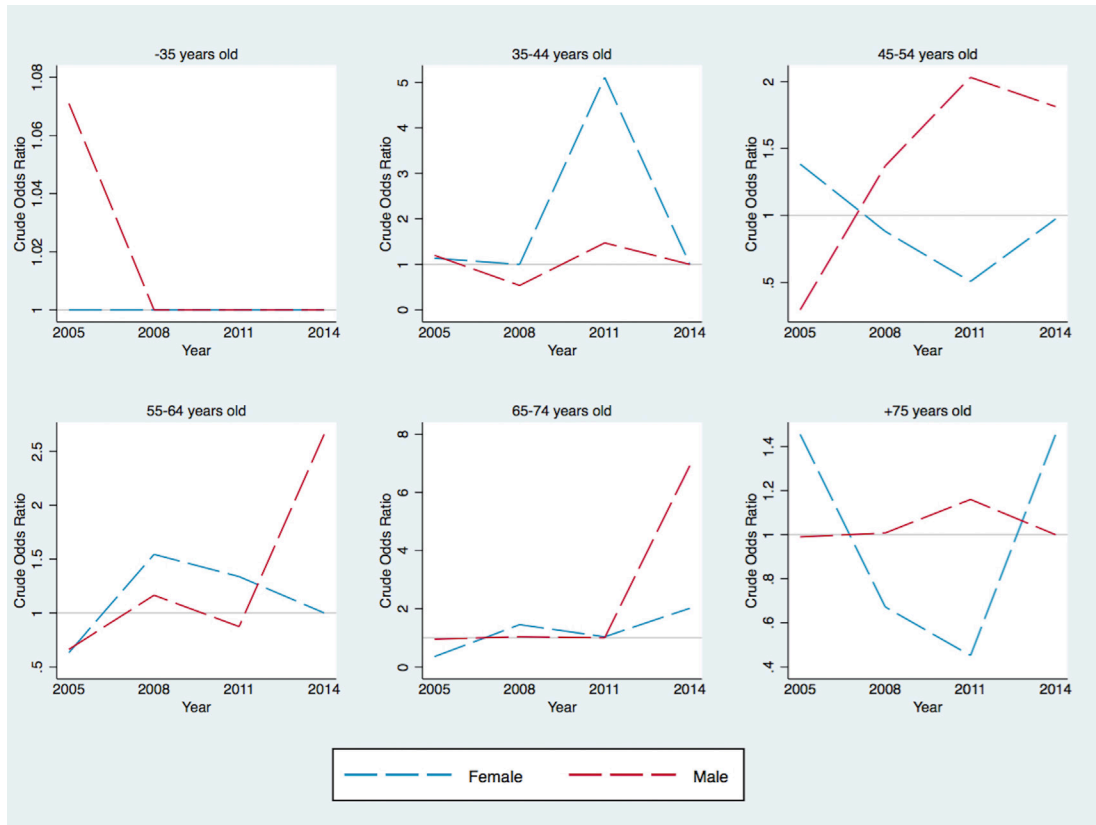 -35 years old
Crude Odds Ratio
1 1.02 1.04 1.06 1.08
2005 2008 2011 2014
Year
35-44 years old
Crude Odds Ratio
0 1 2 3 4 5
2005 2008 2011 2014
Year
45-54 years old
Crude Odds Ratio
.5 1 1.5 2
2005 2008 2011 2014
Year
55-64 years old
Crude Odds Ratio
.5 1 1.5 2 2.5
2005 2008 2011 2014
Year
65-74 years old
Crude Odds Ratio
0 2 4 6 8
2005 2008 2011 2014
Year
+75 years old
Crude Odds Ratio
.4 .6 .8 1 1.2 1.4
2005 2008 2011 2014
Year
Female Male